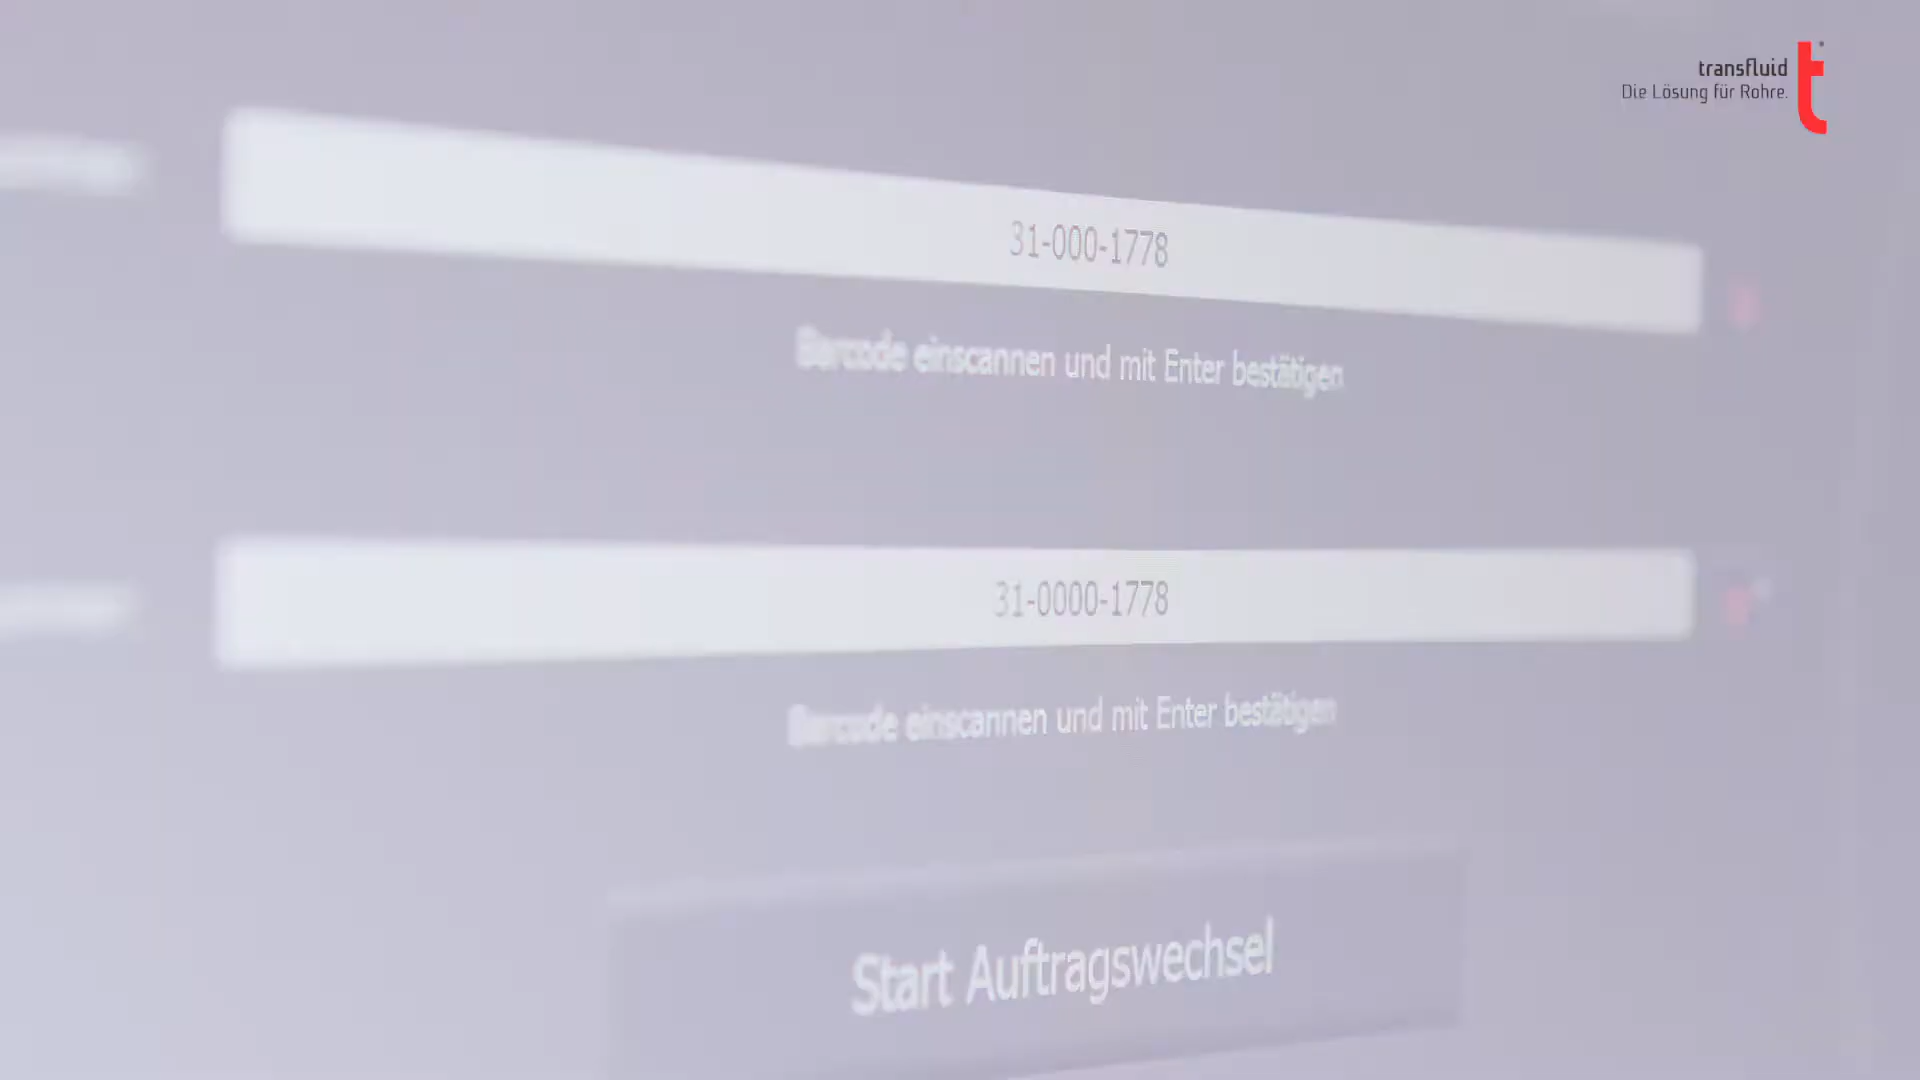 transfluid
Die Lösung für Rohre.
31-000-1778
Barcode einscannen und mit Enter bestätigen
31-0000-1778
Barcode einscannen und mit Enter bestätigen
Start Auftragswechsel